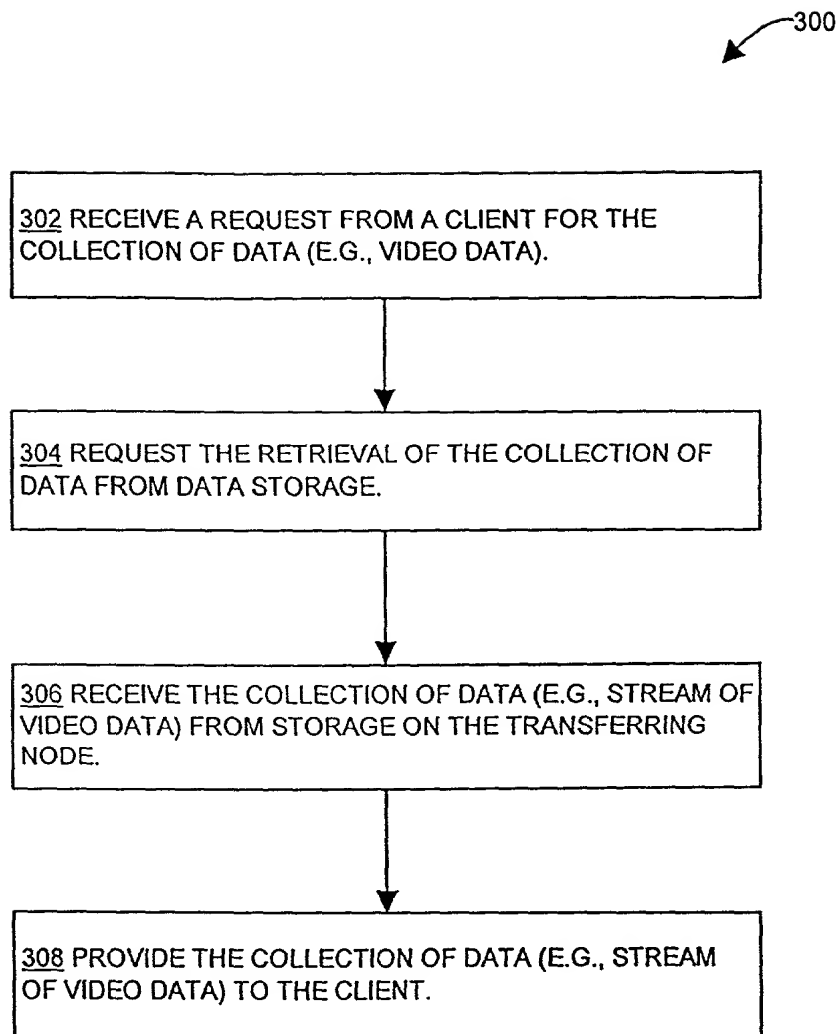 300
302 RECEIVE A REQUEST FROM A CLIENT FOR THE
COLLECTION OF DATA (E.G., VIDEO DATA).
304 REQUEST THE RETRIEVAL OF THE COLLECTION OF
DATA FROM DATA STORAGE.
306 RECEIVE THE COLLECTION OF DATA (E.G., STREAM OF
VIDEO DATA) FROM STORAGE ON THE TRANSFERRING
NODE.
308 PROVIDE THE COLLECTION OF DATA (E.G., STREAM
OF VIDEO DATA) TO THE CLIENT.